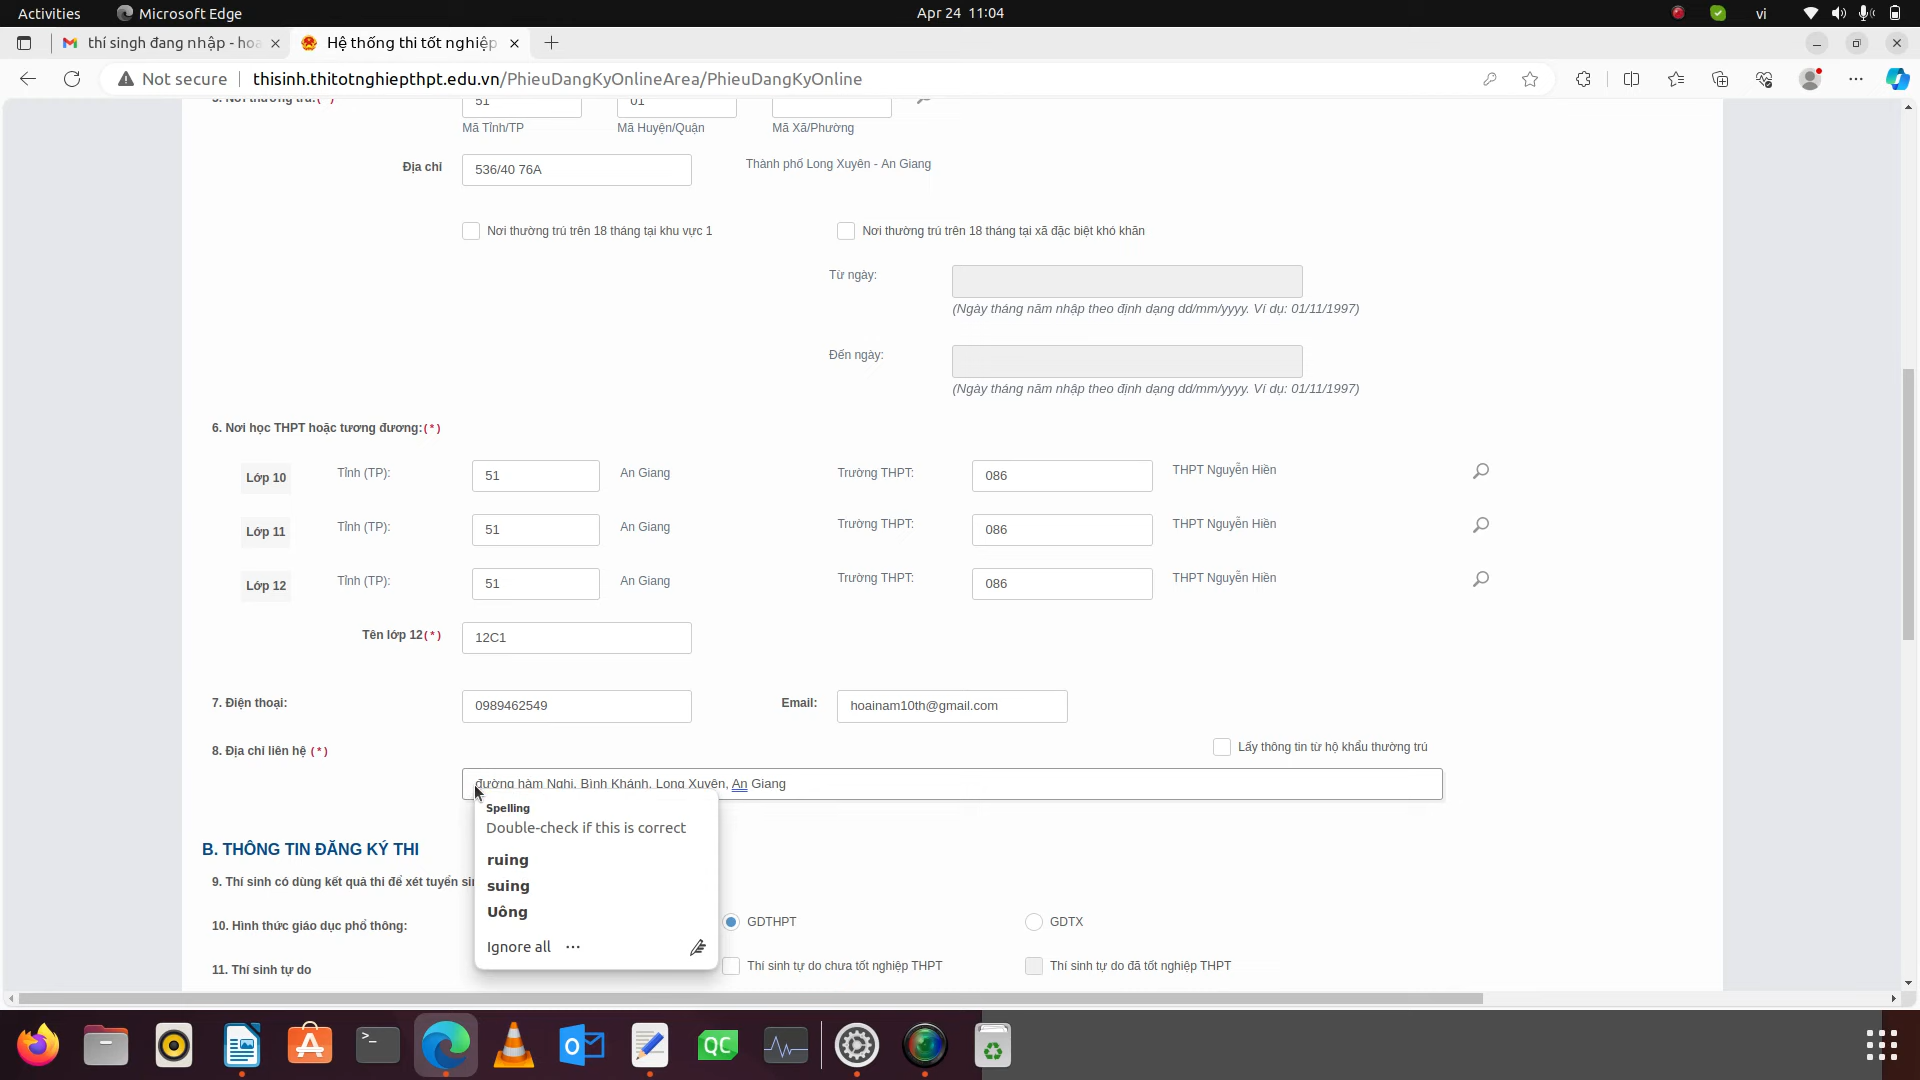 Activities
Microsoft Edge
Apr 24 11:04
vi
thí singh đang nhập - hoa
Hệ thống thi tốt nghiệp
Not secure
thisinh.thitotnghiepthpt.edu.vn/PhieuDangKyOnlineArea/PhieuDangKyOnline
5. Nơi thường trú:(*)
51
01
Mã Tỉnh/TP
Mã Huyện/Quận
Mã Xã/Phường
Địa chỉ
536/40 76A
Thành phố Long Xuyên - An Giang
Nơi thường trú trên 18 tháng tại khu vực 1
Nơi thường trú trên 18 tháng tại xã đặc biệt khó khăn
Từ ngày:
(Ngày tháng năm nhập theo định dạng dd/mm/yyyy. Ví dụ: 01/11/1997)
Đến ngày:
(Ngày tháng năm nhập theo định dạng dd/mm/yyyy. Ví dụ: 01/11/1997)
6. Nơi học THPT hoặc tương đương:(*)
Lớp 10
Tỉnh (TP):
51
An Giang
Trường THPT:
086
THPT Nguyễn Hiền
Lớp 11
Tỉnh (TP):
51
An Giang
Trường THPT:
086
THPT Nguyễn Hiền
Lớp 12
Tỉnh (TP):
51
An Giang
Trường THPT:
086
THPT Nguyễn Hiền
Tên lớp 12(*)
12C1
7. Điện thoại:
0989462549
Email:
hoainam10th@gmail.com
8. Địa chỉ liên hệ (*)
Lấy thông tin từ hộ khẩu thường trú
đường hàm Nghi, Bình Khánh, Long Xuyên, An Giang
Spelling
Double-check if this is correct
ruing
suing
Uông
Ignore all
B. THÔNG TIN ĐĂNG KÝ THI
9. Thí sinh có dùng kết quả thi để xét tuyển sin
10. Hình thức giáo dục phổ thông:
GDTHPT
GDTX
11. Thí sinh tự do
Thí sinh tự do chưa tốt nghiệp THPT
Thí sinh tự do đã tốt nghiệp THPT
QC